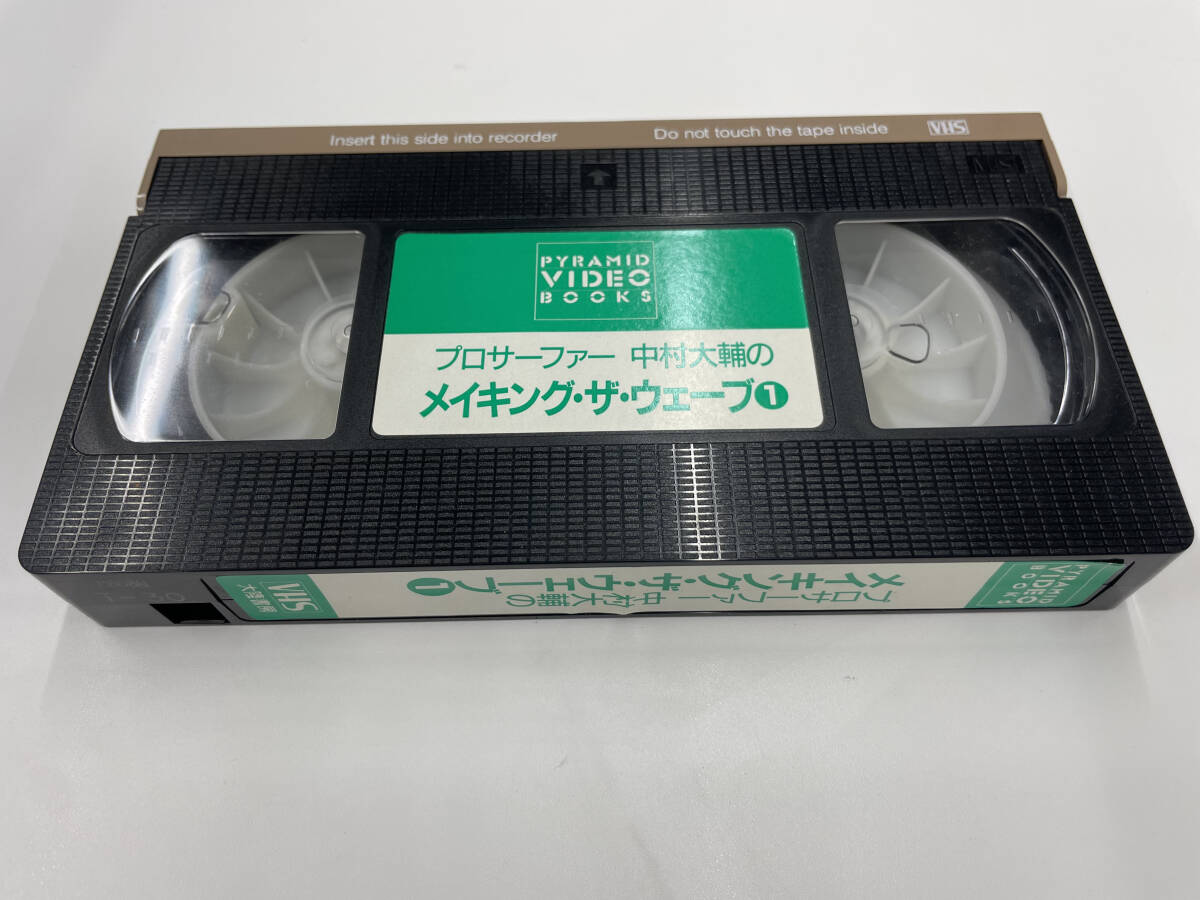 Insert this side into recorder
Do not touch the tape inside
VHS
VHS
PYRAMID
VIDEO
BOOKS
プロサーファー 中村大輔の
メイキング・ザ・ウェーブ❶
PYRAMID
VIDEO
BOOKS
プロサーファー 中村大輔の
メイキング・ザ・ウェーブ❶
VHS